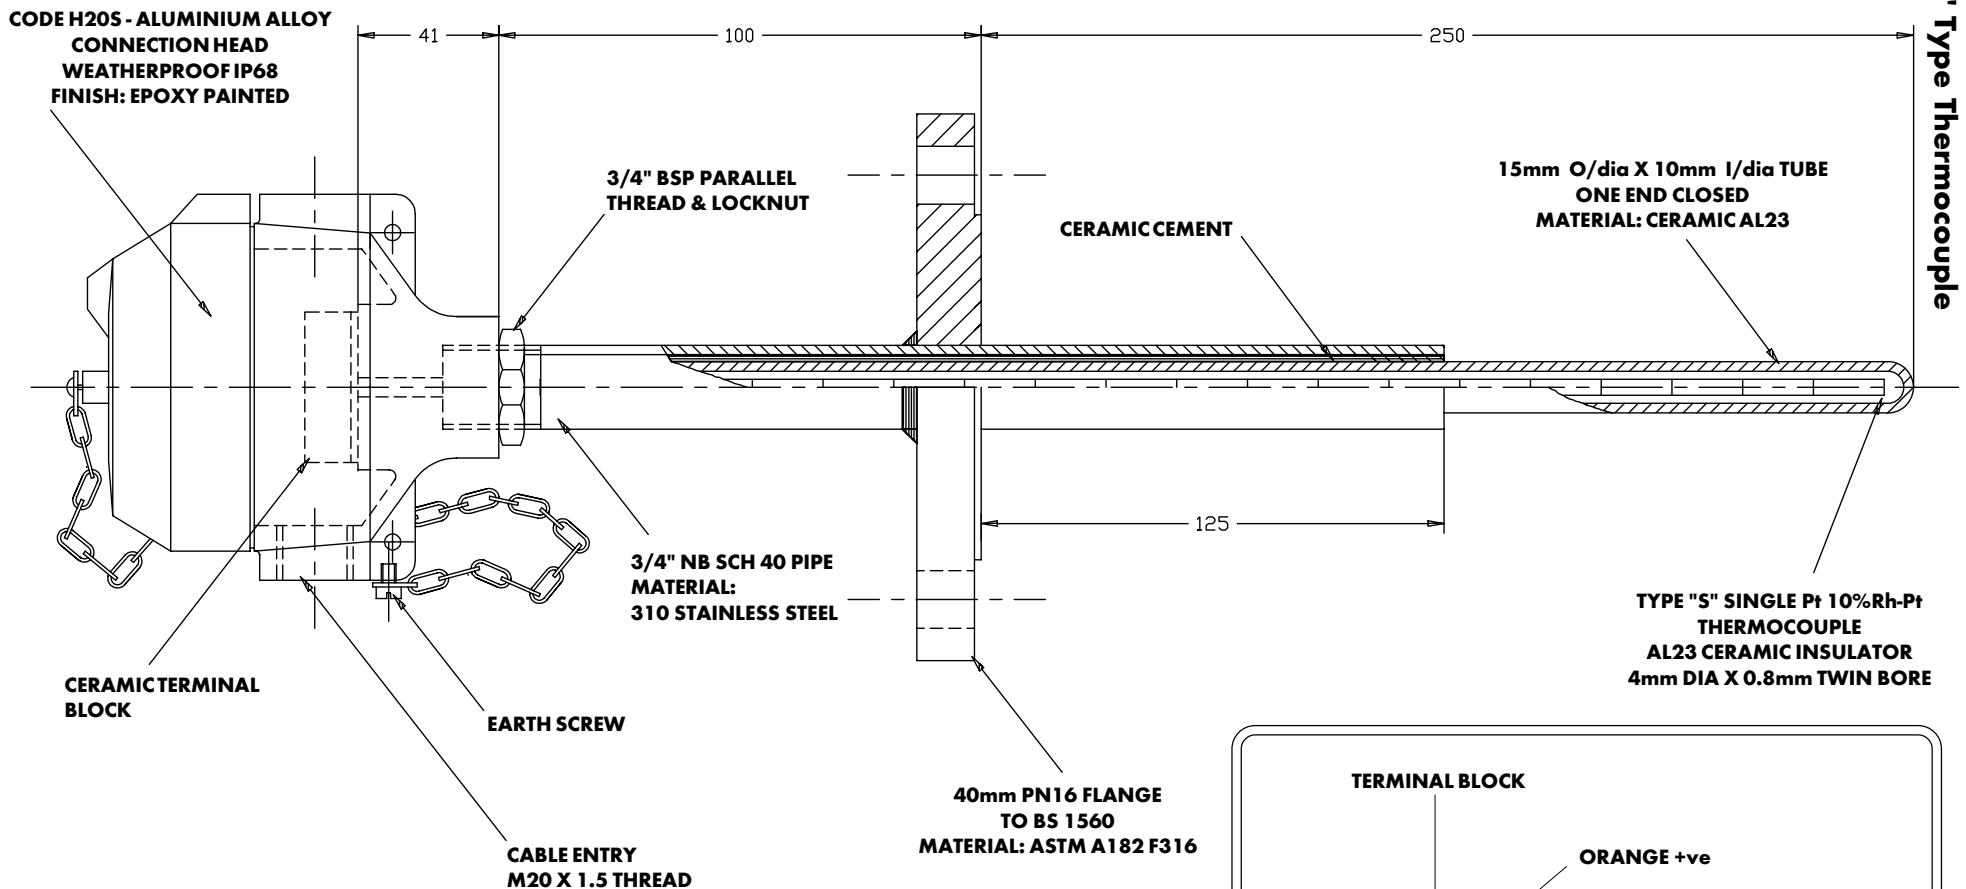 CODE H20S - ALUMINIUM ALLOY
CONNECTION HEAD
WEATHERPROOF IP68
FINISH: EPOXY PAINTED
41
100
250
" Type Thermocouple
3/4" BSP PARALLEL
THREAD & LOCKNUT
CERAMIC CEMENT
15mm O/dia X 10mm I/dia TUBE
ONE END CLOSED
MATERIAL: CERAMIC AL23
125
3/4" NB SCH 40 PIPE
MATERIAL:
310 STAINLESS STEEL
TYPE "S" SINGLE Pt 10%Rh-Pt
THERMOCOUPLE
AL23 CERAMIC INSULATOR
4mm DIA X 0.8mm TWIN BORE
CERAMIC TERMINAL
BLOCK
EARTH SCREW
40mm PN16 FLANGE
TO BS 1560
MATERIAL: ASTM A182 F316
CABLE ENTRY
M20 X 1.5 THREAD
TERMINAL BLOCK
ORANGE +ve